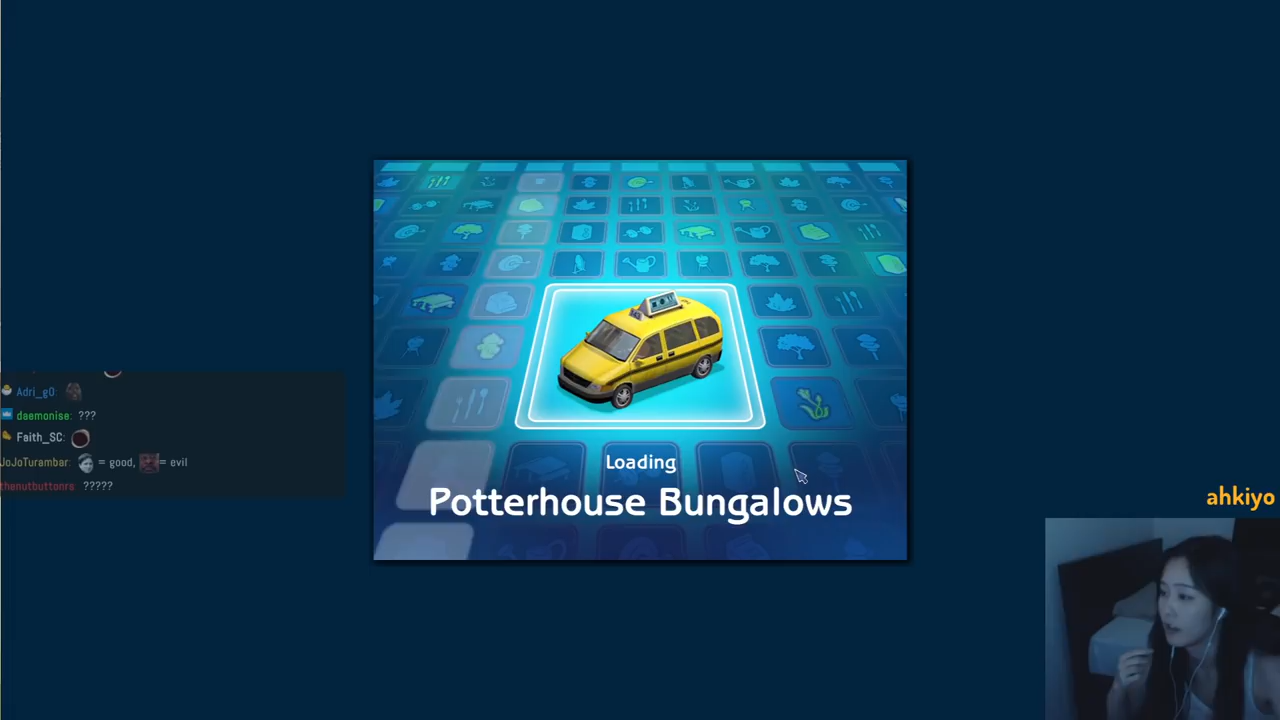 Adri_g0:
daemonise: ???
Faith_SC:
JoJoTurambar: = good, = evil
thenutbuttonra ?????
Loading
Potterhouse Bungalows
ahkiyo